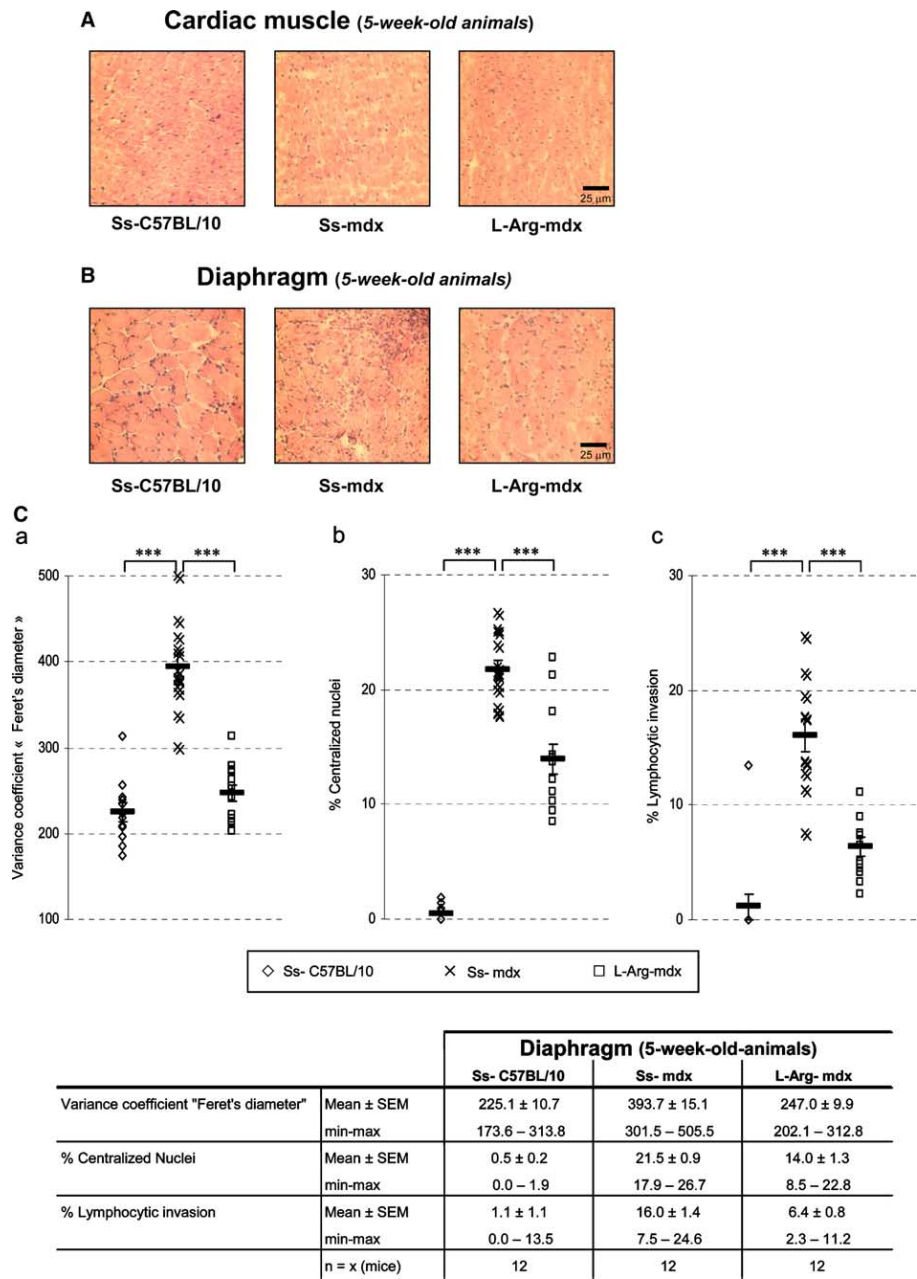 A Cardiac muscle (5-week-old animals)
25 μm
Ss-C57BL/10 Ss-mdx L-Arg-mdx
B Diaphragm (5-week-old animals)
25 μm
Ss-C57BL/10 Ss-mdx L-Arg-mdx
C
a
*** ***
500
400
300
200
100
Variance coefficient « Feret's diameter »
b
*** ***
30
20
10
0
% Centralized nuclei
c
*** ***
30
20
10
0
% Lymphocytic invasion
◇ Ss- C57BL/10 × Ss- mdx □ L-Arg-mdx
Diaphragm (5-week-old-animals)
Ss- C57BL/10 Ss- mdx L-Arg- mdx
Variance coefficient "Feret's diameter" Mean ± SEM 225.1 ± 10.7 393.7 ± 15.1 247.0 ± 9.9
min-max 173.6 – 313.8 301.5 – 505.5 202.1 – 312.8
% Centralized Nuclei Mean ± SEM 0.5 ± 0.2 21.5 ± 0.9 14.0 ± 1.3
min-max 0.0 – 1.9 17.9 – 26.7 8.5 – 22.8
% Lymphocytic invasion Mean ± SEM 1.1 ± 1.1 16.0 ± 1.4 6.4 ± 0.8
min-max 0.0 – 13.5 7.5 – 24.6 2.3 – 11.2
n = x (mice) 12 12 12